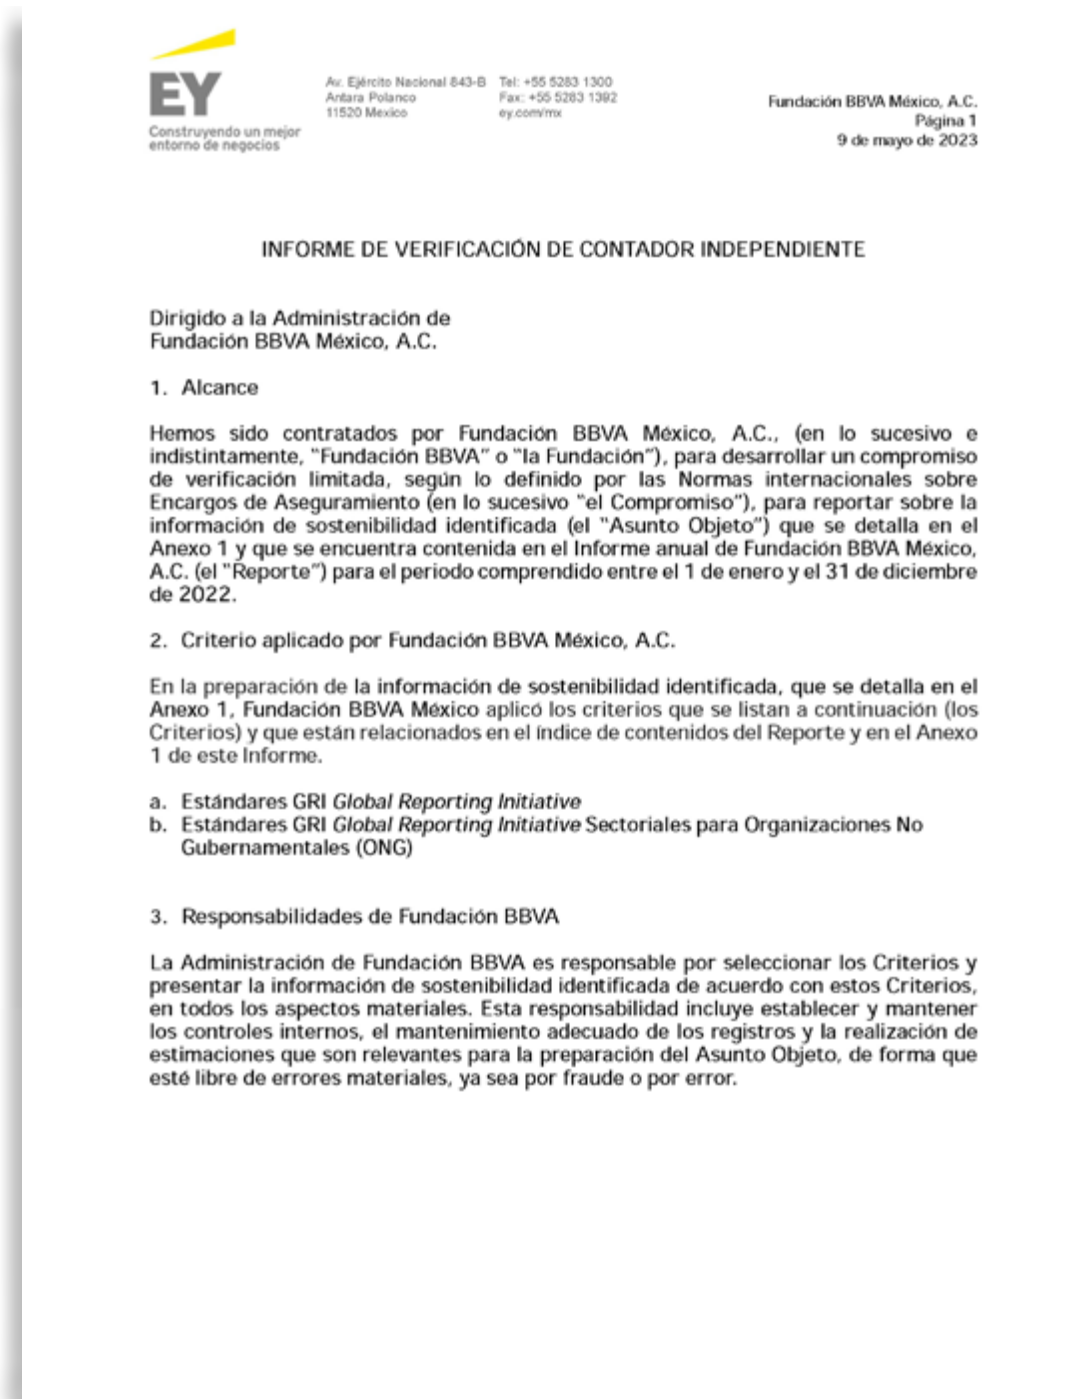 EY
Construyendo un mejor
entorno de negocios
Av. Ejército Nacional 843-B
Antara Polanco
11520 Mexico
Tel: +55 5283 1300
Fax: +55 5283 1392
ey.com/mx
Fundación BBVA México, A.C.
Página 1
9 de mayo de 2023
INFORME DE VERIFICACIÓN DE CONTADOR INDEPENDIENTE
Dirigido a la Administración de
Fundación BBVA México, A.C.
1. Alcance
Hemos sido contratados por Fundación BBVA México, A.C., (en lo sucesivo e
indistintamente, “Fundación BBVA” o “la Fundación”), para desarrollar un compromiso
de verificación limitada, según lo definido por las Normas internacionales sobre
Encargos de Aseguramiento (en lo sucesivo “el Compromiso”), para reportar sobre la
información de sostenibilidad identificada (el “Asunto Objeto”) que se detalla en el
Anexo 1 y que se encuentra contenida en el Informe anual de Fundación BBVA México,
A.C. (el “Reporte”) para el periodo comprendido entre el 1 de enero y el 31 de diciembre
de 2022.
2. Criterio aplicado por Fundación BBVA México, A.C.
En la preparación de la información de sostenibilidad identificada, que se detalla en el
Anexo 1, Fundación BBVA México aplicó los criterios que se listan a continuación (los
Criterios) y que están relacionados en el índice de contenidos del Reporte y en el Anexo
1 de este Informe.
a. Estándares GRI Global Reporting Initiative
b. Estándares GRI Global Reporting Initiative Sectoriales para Organizaciones No
Gubernamentales (ONG)
3. Responsabilidades de Fundación BBVA
La Administración de Fundación BBVA es responsable por seleccionar los Criterios y
presentar la información de sostenibilidad identificada de acuerdo con estos Criterios,
en todos los aspectos materiales. Esta responsabilidad incluye establecer y mantener
los controles internos, el mantenimiento adecuado de los registros y la realización de
estimaciones que son relevantes para la preparación del Asunto Objeto, de forma que
esté libre de errores materiales, ya sea por fraude o por error.